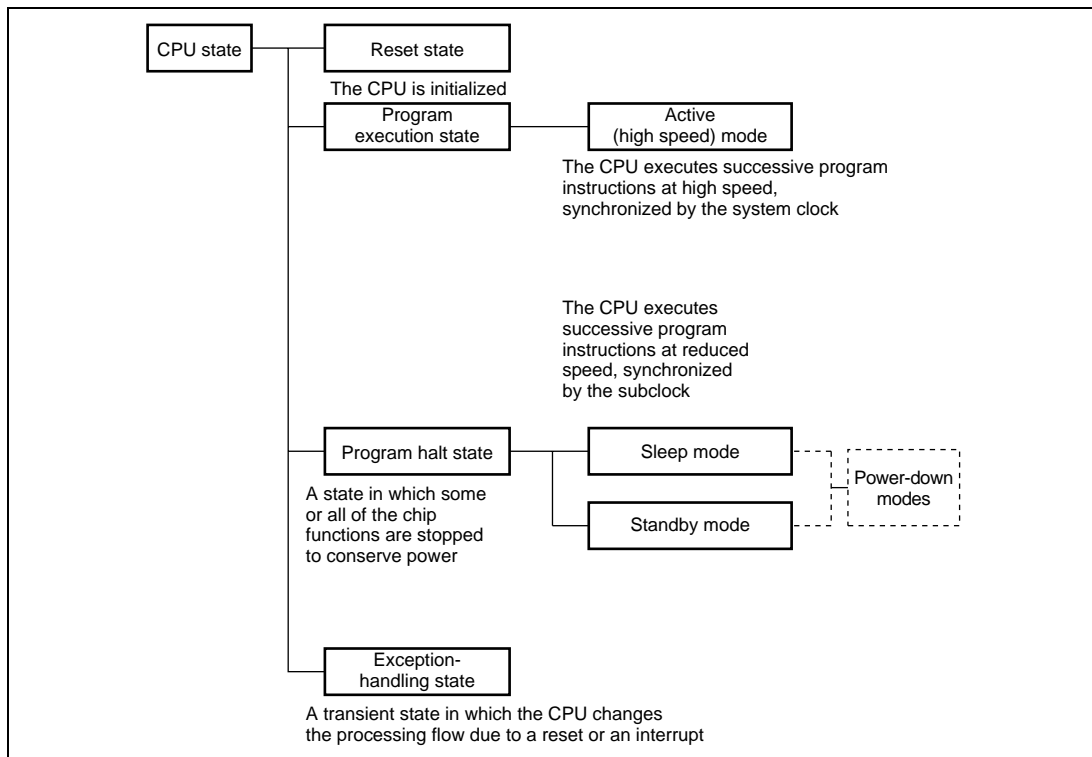 CPU state
Reset state
The CPU is initialized
Program
execution state
Active
(high speed) mode
The CPU executes successive program
instructions at high speed,
synchronized by the system clock
The CPU executes
successive program
instructions at reduced
speed, synchronized
by the subclock
Program halt state
A state in which some
or all of the chip
functions are stopped
to conserve power
Sleep mode
Standby mode
Power-down
modes
Exception-
handling state
A transient state in which the CPU changes
the processing flow due to a reset or an interrupt